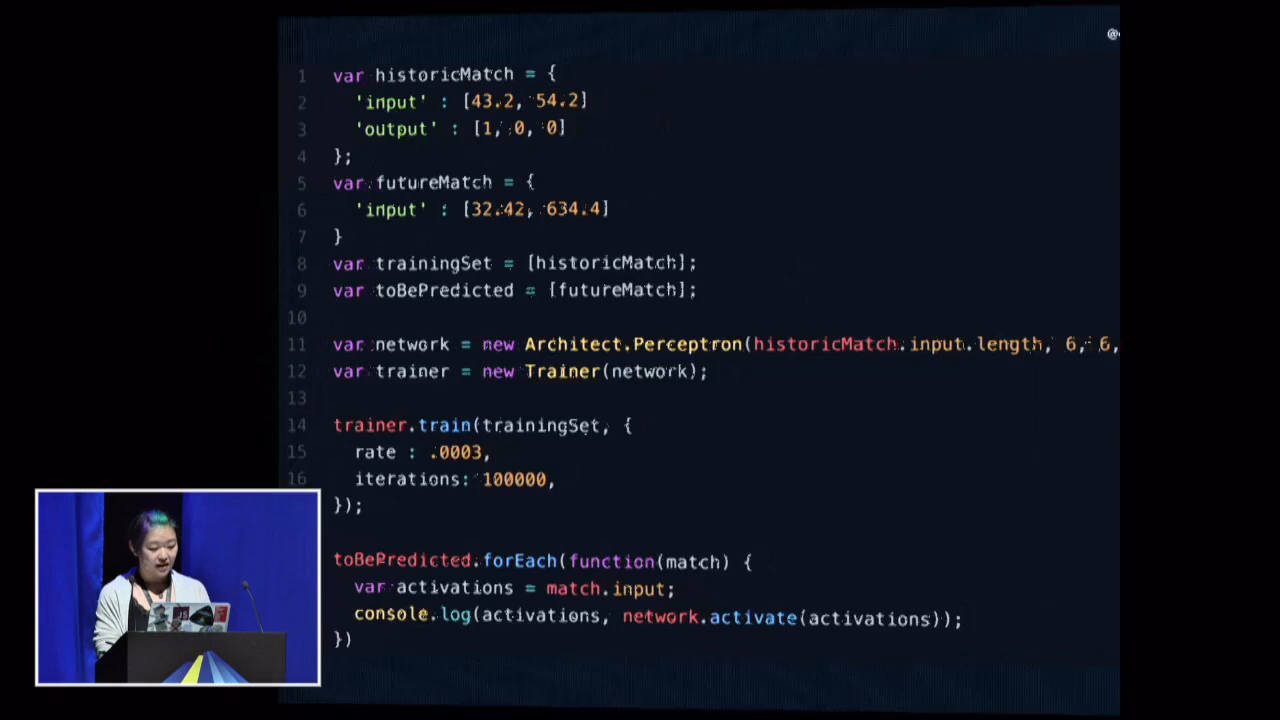 @
1 var historicMatch = {
2 'input' : [43.2, 54.2]
3 'output' : [1, 0, 0]
4 };
5 var futureMatch = {
6 'input' : [32.42, 634.4]
7 }
8 var trainingSet = [historicMatch];
9 var toBePredicted = [futureMatch];
10
11 var network = new Architect.Perceptron(historicMatch.input.length, 6, 6,
12 var trainer = new Trainer(network);
13
14 trainer.train(trainingSet, {
15 rate : .0003,
16 iterations: 100000,
});
toBePredicted.forEach(function(match) {
var activations = match.input;
console.log(activations, network.activate(activations));
})
JS